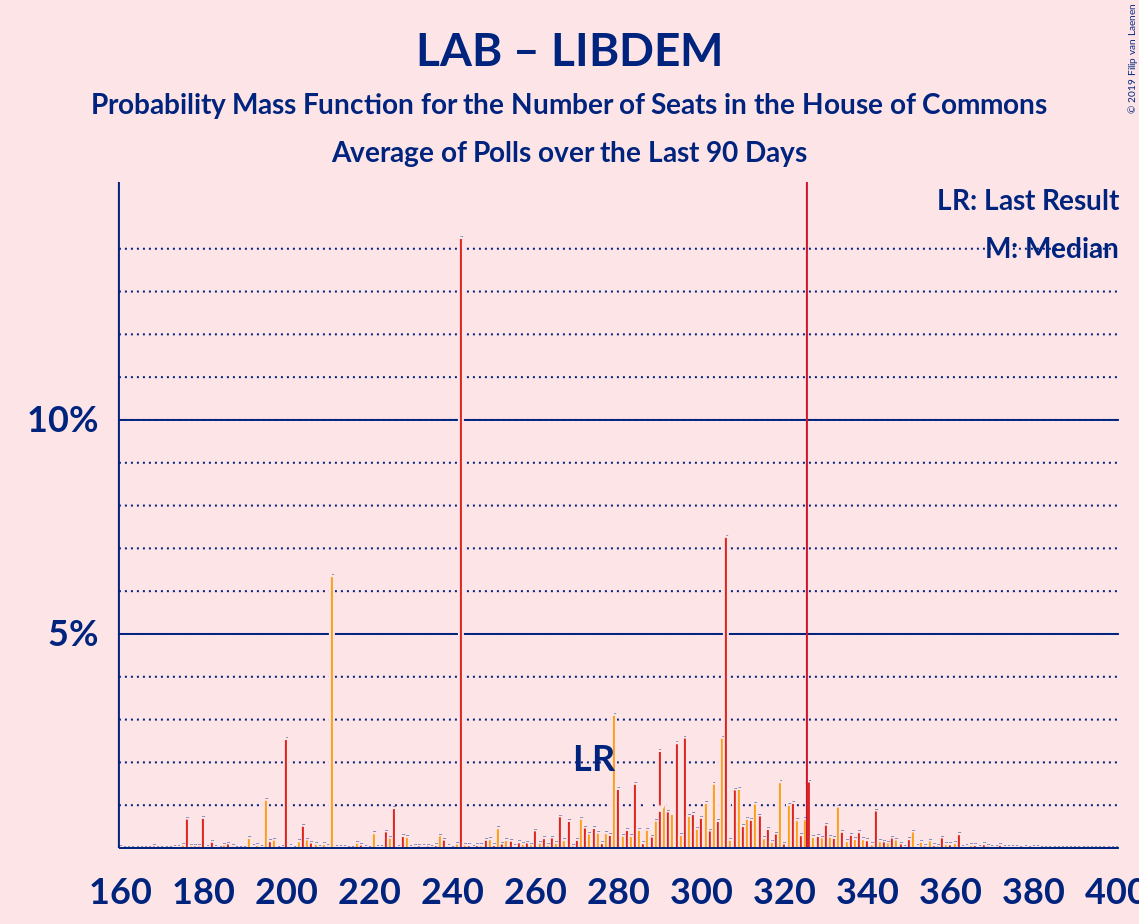 LAB – LIBDEM
Probability Mass Function for the Number of Seats in the House of Commons
Average of Polls over the Last 90 Days
© 2019 Filip van Laenen
LR: Last Result
M: Median
10%
5%
LR
160 180 200 220 240 260 280 300 320 340 360 380 400